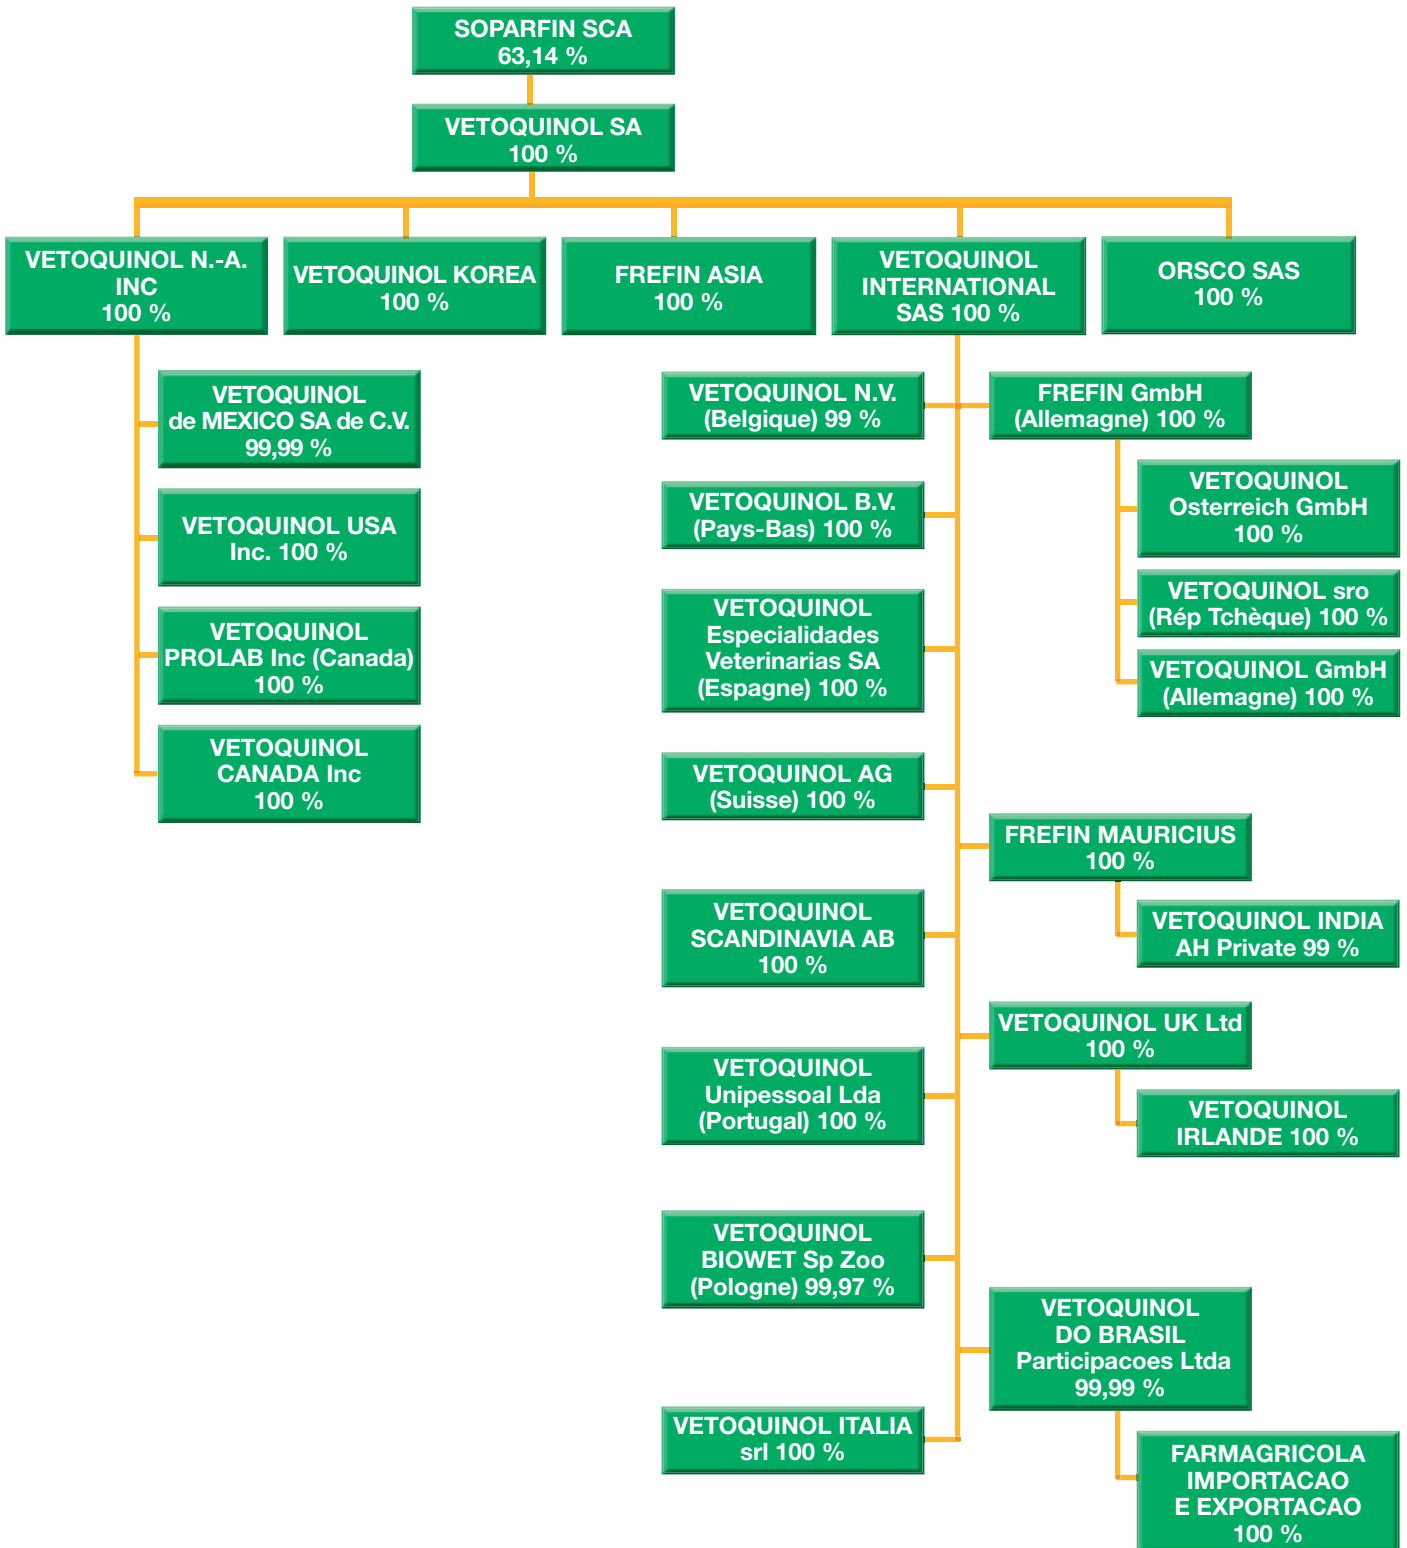 SOPARFIN SCA
63,14 %
VETOQUINOL SA
100 %
VETOQUINOL N.-A.
INC
100 %
VETOQUINOL KOREA
100 %
FREFIN ASIA
100 %
VETOQUINOL
INTERNATIONAL
SAS 100 %
ORSCO SAS
100 %
VETOQUINOL
de MEXICO SA de C.V.
99,99 %
VETOQUINOL USA
Inc. 100 %
VETOQUINOL
PROLAB Inc (Canada)
100 %
VETOQUINOL
CANADA Inc
100 %
VETOQUINOL N.V.
(Belgique) 99 %
VETOQUINOL B.V.
(Pays-Bas) 100 %
VETOQUINOL
Especialidades
Veterinarias SA
(Espagne) 100 %
VETOQUINOL AG
(Suisse) 100 %
VETOQUINOL
SCANDINAVIA AB
100 %
VETOQUINOL
Unipessoal Lda
(Portugal) 100 %
VETOQUINOL
BIOWET Sp Zoo
(Pologne) 99,97 %
VETOQUINOL ITALIA
srl 100 %
FREFIN GmbH
(Allemagne) 100 %
VETOQUINOL
Osterreich GmbH
100 %
VETOQUINOL sro
(Rép Tchèque) 100 %
VETOQUINOL GmbH
(Allemagne) 100 %
FREFIN MAURICIUS
100 %
VETOQUINOL INDIA
AH Private 99 %
VETOQUINOL UK Ltd
100 %
VETOQUINOL
IRLANDE 100 %
VETOQUINOL
DO BRASIL
Participacoes Ltda
99,99 %
FARMAGRICOLA
IMPORTACAO
E EXPORTACAO
100 %